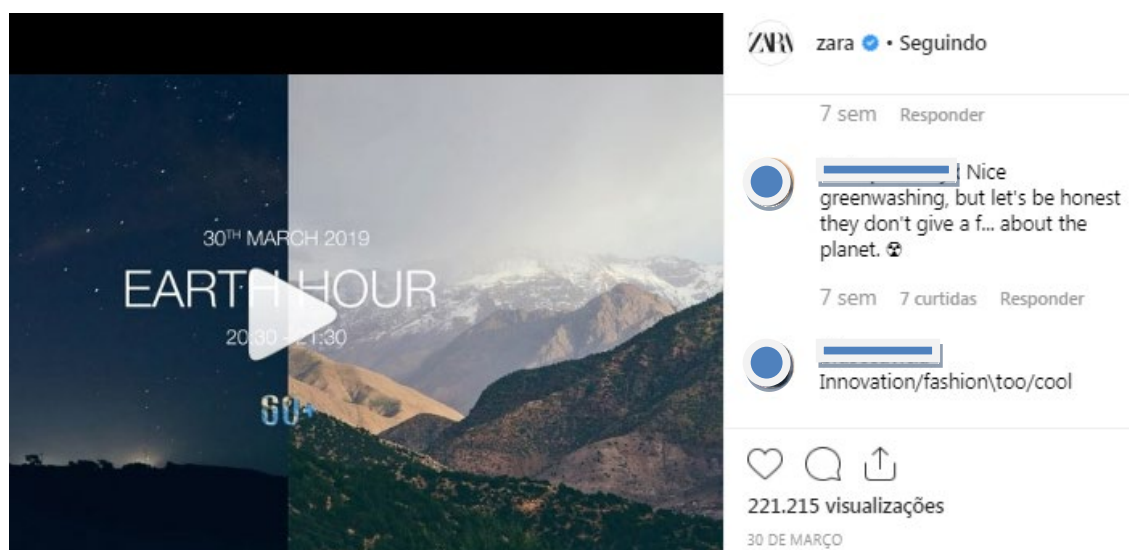 30TH MARCH 2019
EARTH HOUR
20:30 - 21:30
60+
ZARA zara • Seguindo
7 sem Responder
Nice
greenwashing, but let's be honest
they don't give a f... about the
planet. ☢
7 sem 7 curtidas Responder
Innovation/fashion\too/cool
221.215 visualizações
30 DE MARÇO